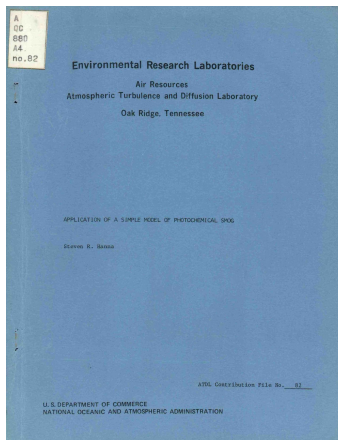 A
QC
880
A4
no.82
Environmental Research Laboratories
Air Resources
Atmospheric Turbulence and Diffusion Laboratory
Oak Ridge, Tennessee
APPLICATION OF A SIMPLE MODEL OF PHOTOCHEMICAL SMOG
Steven R. Hanna
ATDL Contribution File No. 82
U. S. DEPARTMENT OF COMMERCE
NATIONAL OCEANIC AND ATMOSPHERIC ADMINISTRATION